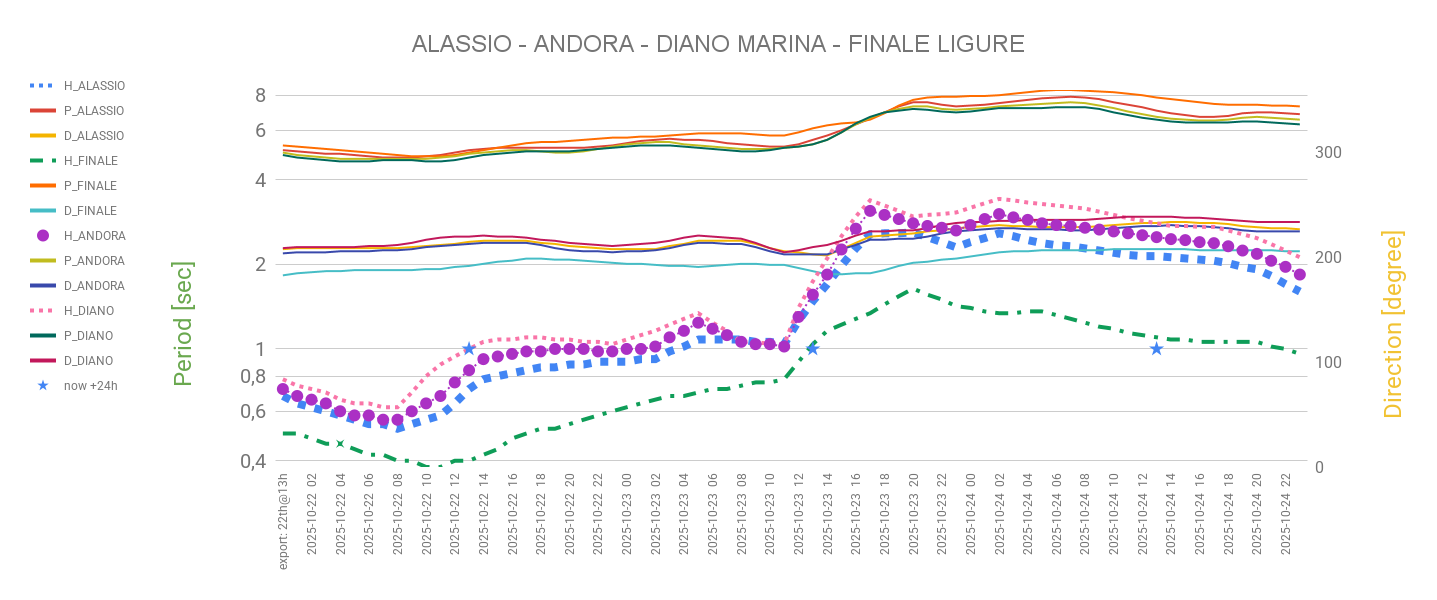 ALASSIO - ANDORA - DIANO MARINA - FINALE LIGURE
H_ALASSIO
P_ALASSIO
D_ALASSIO
H_FINALE
P_FINALE
D_FINALE
H_ANDORA
P_ANDORA
D_ANDORA
H_DIANO
P_DIANO
D_DIANO
now +24h
Period [sec]
8
6
4
2
1
0,8
0,6
0,4
300
200
100
0
Direction [degree]
export: 22th@13h
2025-10-22 02
2025-10-22 04
2025-10-22 06
2025-10-22 08
2025-10-22 10
2025-10-22 12
2025-10-22 14
2025-10-22 16
2025-10-22 18
2025-10-22 20
2025-10-22 22
2025-10-23 00
2025-10-23 02
2025-10-23 04
2025-10-23 06
2025-10-23 08
2025-10-23 10
2025-10-23 12
2025-10-23 14
2025-10-23 16
2025-10-23 18
2025-10-23 20
2025-10-23 22
2025-10-24 00
2025-10-24 02
2025-10-24 04
2025-10-24 06
2025-10-24 08
2025-10-24 10
2025-10-24 12
2025-10-24 14
2025-10-24 16
2025-10-24 18
2025-10-24 20
2025-10-24 22